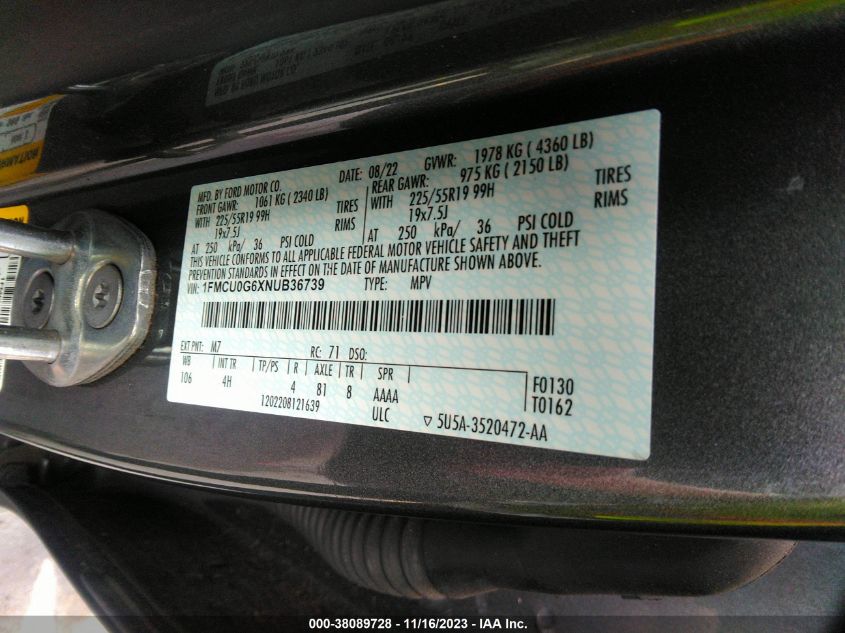 MFD. BY FORD MOTOR CO.
DATE: 08/22 GVWR: 1978 KG ( 4360 LB)
FRONT GAWR: 1061 KG ( 2340 LB) REAR GAWR: 975 KG ( 2150 LB)
WITH 225/55R19 99H TIRES WITH 225/55R19 99H TIRES
19x7.5J RIMS 19x7.5J RIMS
AT 250 kPa/ 36 PSI COLD AT 250 kPa/ 36 PSI COLD
THIS VEHICLE CONFORMS TO ALL APPLICABLE FEDERAL MOTOR VEHICLE SAFETY AND THEFT
PREVENTION STANDARDS IN EFFECT ON THE DATE OF MANUFACTURE SHOWN ABOVE.
VIN: 1FMCU0G6XNUB36739 TYPE: MPV
EXT PNT: M7 RC: 71 DSO:
WB INT TR TP/PS R AXLE TR SPR
106 4H 4 81 8 AAAA F0130
1202208121639 ULC T0162
▽ 5U5A-3520472-AA
000-38089728 - 11/16/2023 - IAA Inc.